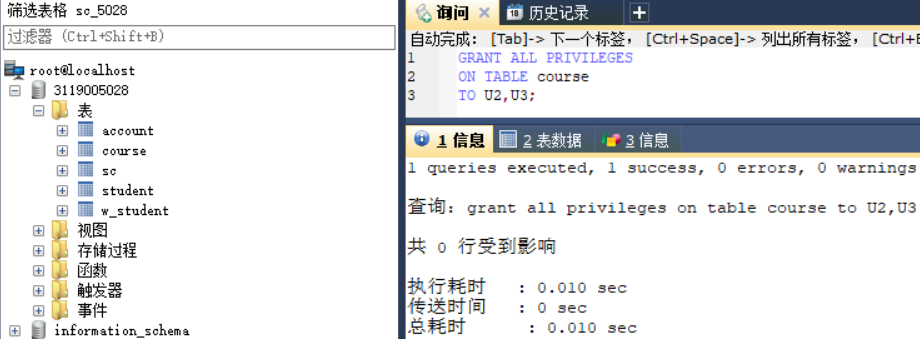 筛选表格 sc_5028
过滤器 (Ctrl+Shift+B)
root@localhost
3119005028
表
account
course
sc
student
w_student
视图
存储过程
函数
触发器
事件
information_schema
询问
18 历史记录
自动完成: [Tab]-> 下一个标签, [Ctrl+Space]-> 列出所有标签, [Ctrl+E
1 GRANT ALL PRIVILEGES
2 ON TABLE course
3 TO U2,U3;
1 信息 2 表数据 3 信息
1 queries executed, 1 success, 0 errors, 0 warnings
查询: grant all privileges on table course to U2,U3
共 0 行受到影响
执行耗时 : 0.010 sec
传送时间 : 0 sec
总耗时 : 0.010 sec